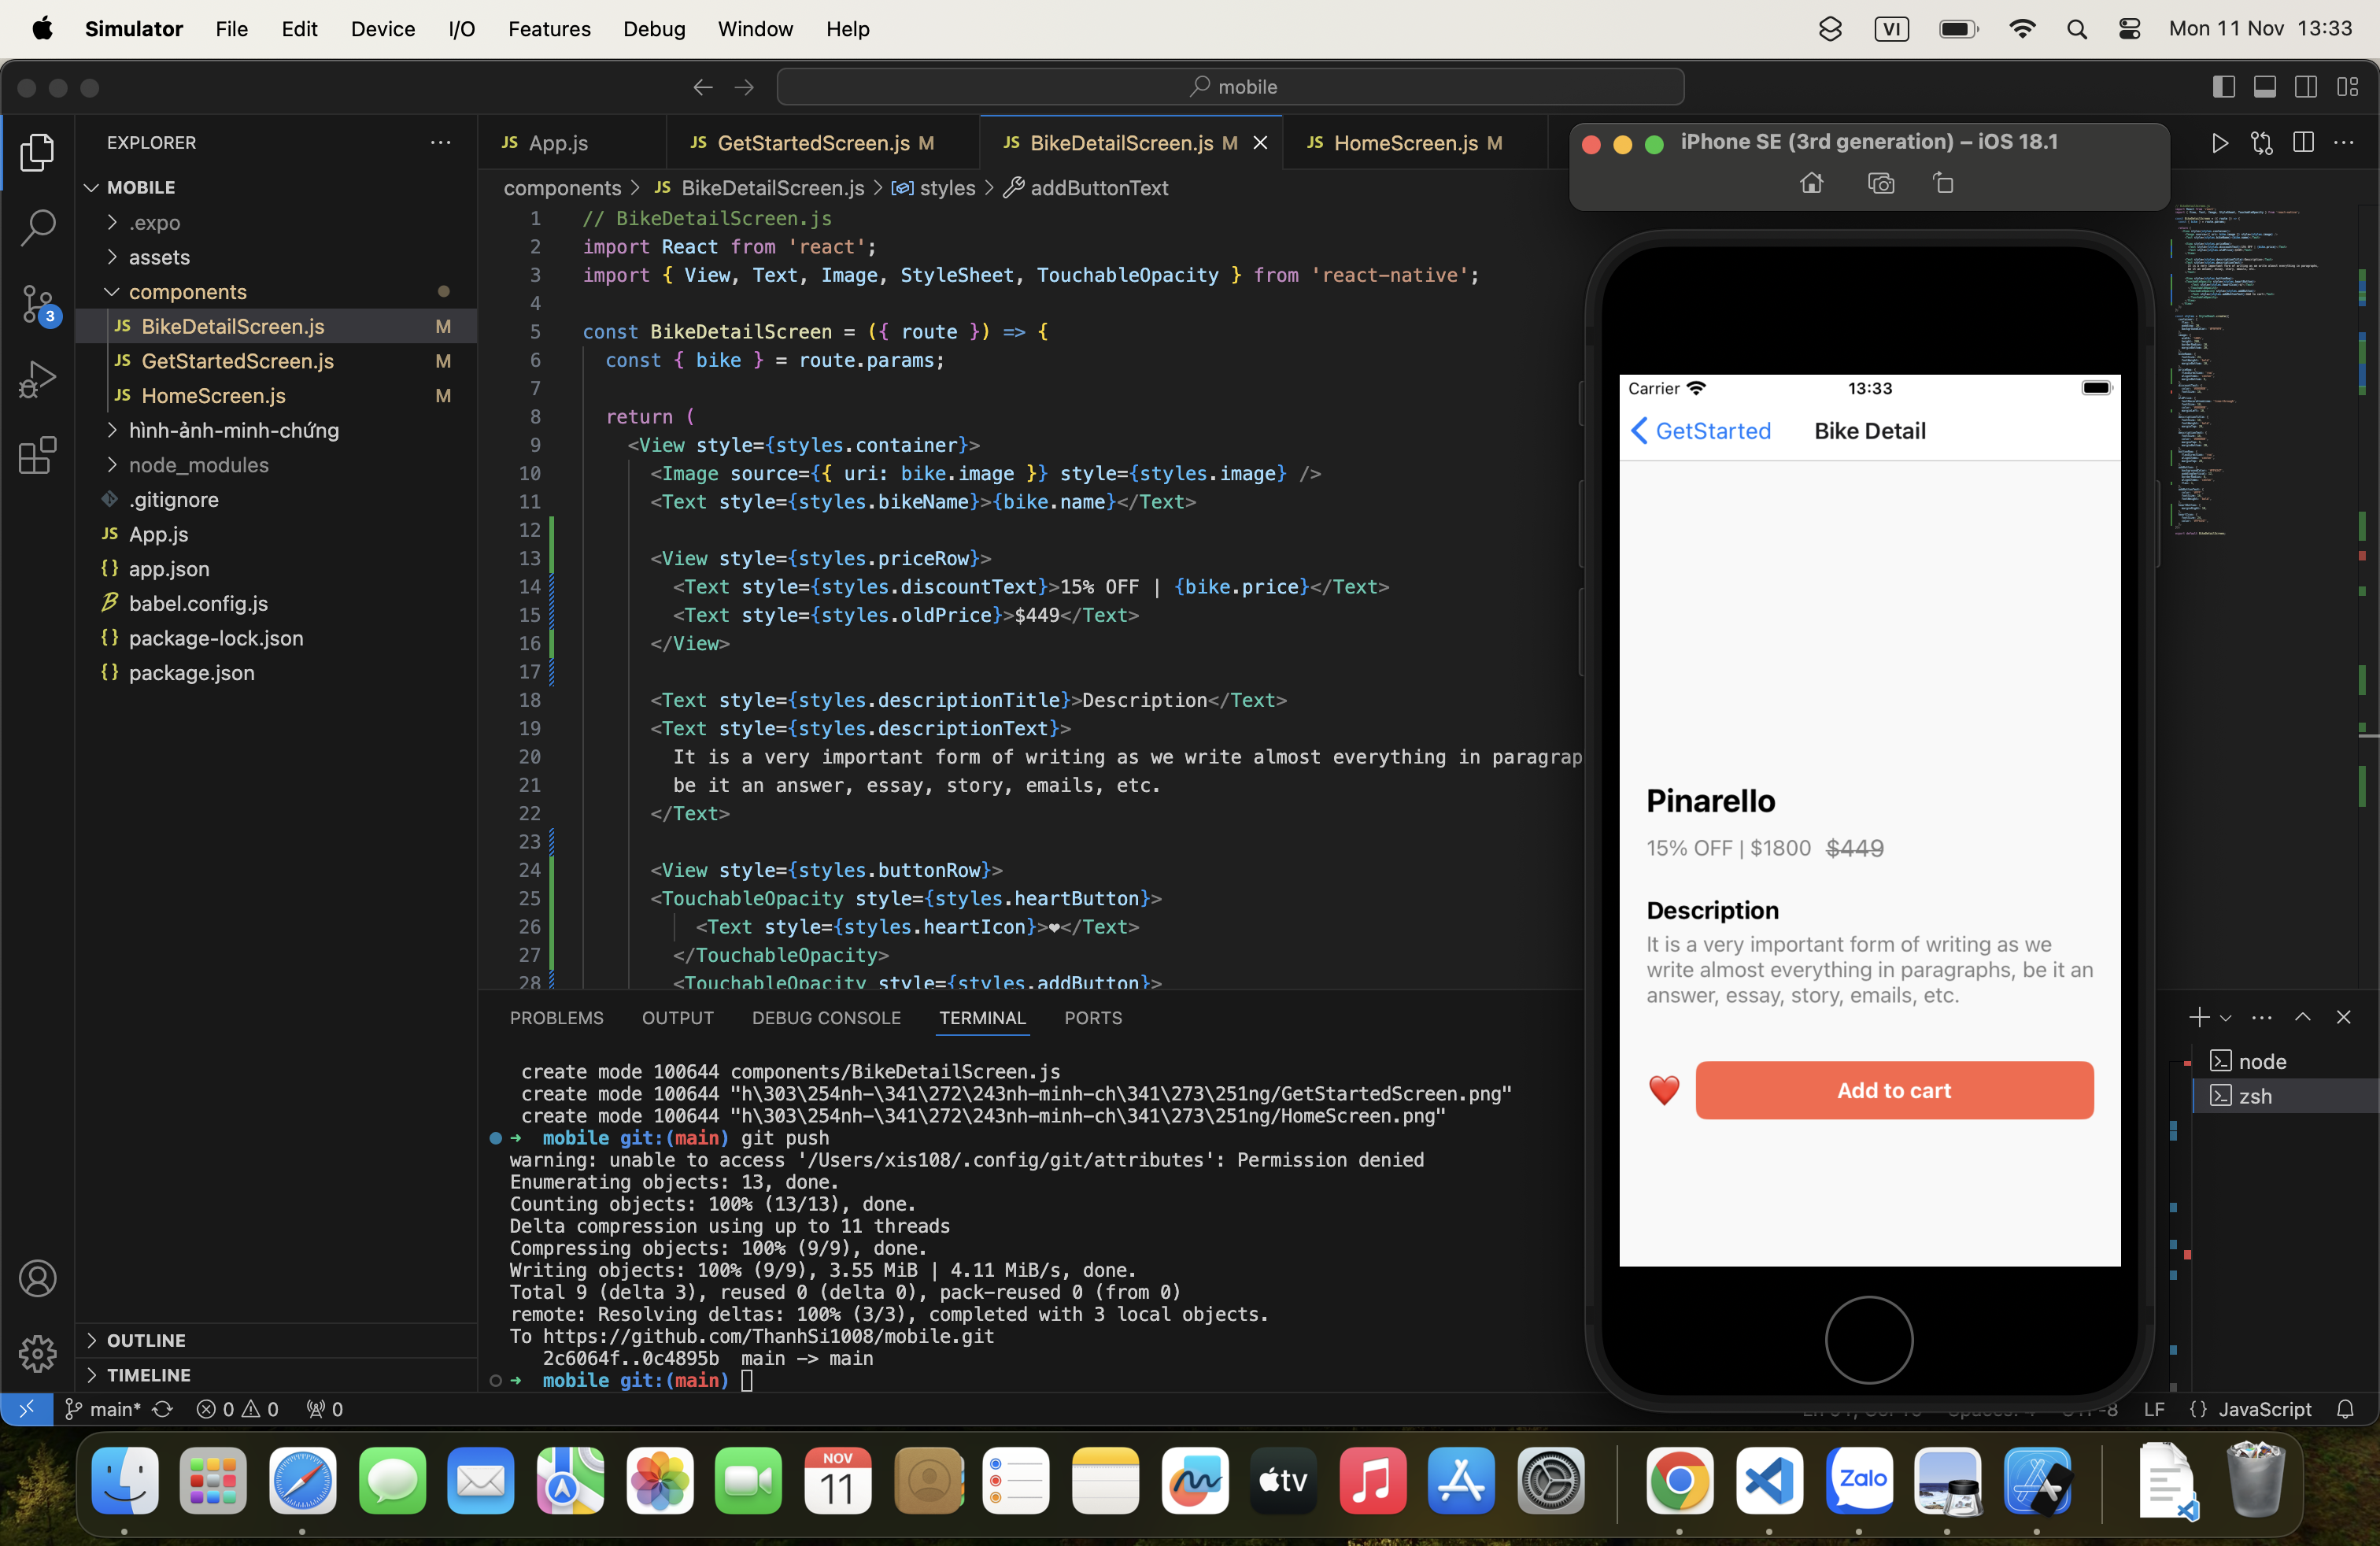 Simulator File Edit Device I/O Features Debug Window Help VI Mon 11 Nov 13:33
mobile
EXPLORER
MOBILE
.expo
assets
components
JS BikeDetailScreen.js M
JS GetStartedScreen.js M
JS HomeScreen.js M
hình-ảnh-minh-chứng
node_modules
.gitignore
JS App.js
{} app.json
babel.config.js
{} package-lock.json
{} package.json
OUTLINE
TIMELINE
3
JS App.js JS GetStartedScreen.js M JS BikeDetailScreen.js M JS HomeScreen.js M
components > JS BikeDetailScreen.js > styles > addButtonText
1 // BikeDetailScreen.js
2 import React from 'react';
3 import { View, Text, Image, StyleSheet, TouchableOpacity } from 'react-native';
4
5 const BikeDetailScreen = ({ route }) => {
6 const { bike } = route.params;
7
8 return (
9 <View style={styles.container}>
10 <Image source={{ uri: bike.image }} style={styles.image} />
11 <Text style={styles.bikeName}>{bike.name}</Text>
12
13 <View style={styles.priceRow}>
14 <Text style={styles.discountText}>15% OFF | {bike.price}</Text>
15 <Text style={styles.oldPrice}>$449</Text>
16 </View>
17
18 <Text style={styles.descriptionTitle}>Description</Text>
19 <Text style={styles.descriptionText}>
20 It is a very important form of writing as we write almost everything in paragrap
21 be it an answer, essay, story, emails, etc.
22 </Text>
23
24 <View style={styles.buttonRow}>
25 <TouchableOpacity style={styles.heartButton}>
26 <Text style={styles.heartIcon}>❤</Text>
27 </TouchableOpacity>
28 <TouchableOpacity style={styles.addButton}>
PROBLEMS OUTPUT DEBUG CONSOLE TERMINAL PORTS
create mode 100644 components/BikeDetailScreen.js
create mode 100644 "h\303\254nh-\341\272\243nh-minh-ch\341\273\251ng/GetStartedScreen.png"
create mode 100644 "h\303\254nh-\341\272\243nh-minh-ch\341\273\251ng/HomeScreen.png"
➜ mobile git:(main) git push
warning: unable to access '/Users/xis108/.config/git/attributes': Permission denied
Enumerating objects: 13, done.
Counting objects: 100% (13/13), done.
Delta compression using up to 11 threads
Compressing objects: 100% (9/9), done.
Writing objects: 100% (9/9), 3.55 MiB | 4.11 MiB/s, done.
Total 9 (delta 3), reused 0 (delta 0), pack-reused 0 (from 0)
remote: Resolving deltas: 100% (3/3), completed with 3 local objects.
To https://github.com/ThanhSi1008/mobile.git
2c6064f..0c4895b main -> main
➜ mobile git:(main)
node
zsh
iPhone SE (3rd generation) – iOS 18.1
Carrier 13:33
GetStarted Bike Detail
Pinarello
15% OFF | $1800 $449
Description
It is a very important form of writing as we
write almost everything in paragraphs, be it an
answer, essay, story, emails, etc.
❤️ Add to cart
main* 0 0 0 LF {} JavaScript
NOV
11
tv
Zalo